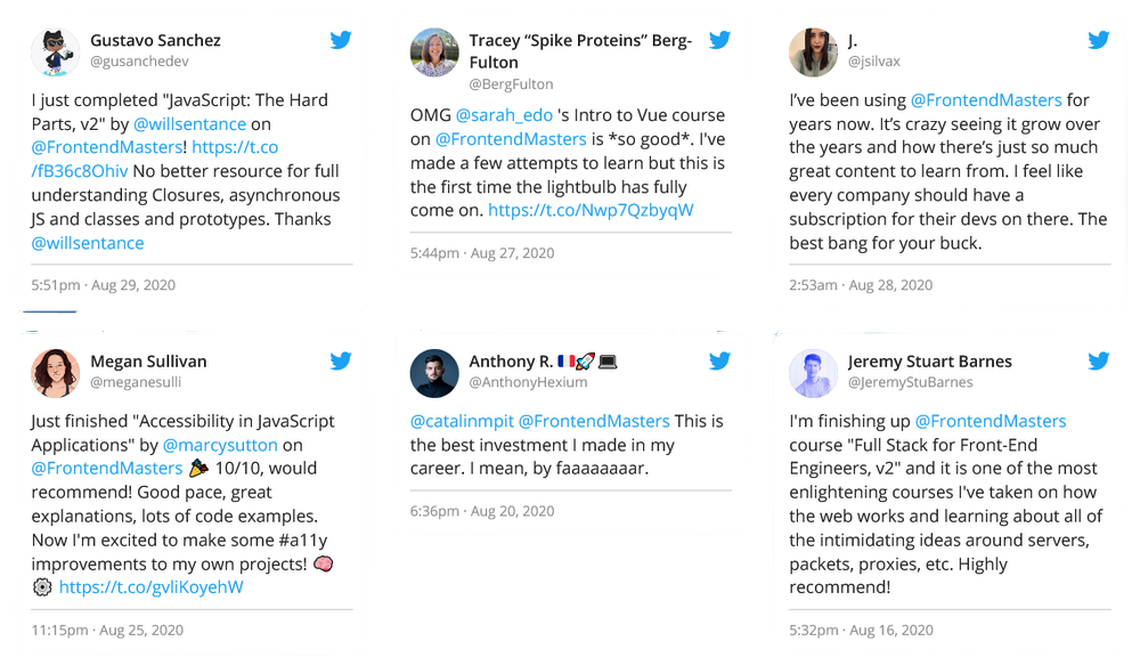 Gustavo Sanchez
@gusanchedev
I just completed "JavaScript: The Hard
Parts, v2" by @willsentance on
@FrontendMasters! https://t.co
/fB36c8Ohiv No better resource for full
understanding Closures, asynchronous
JS and classes and prototypes. Thanks
@willsentance
5:51pm · Aug 29, 2020
Tracey “Spike Proteins” Berg-
Fulton
@BergFulton
OMG @sarah_edo 's Intro to Vue course
on @FrontendMasters is *so good*. I've
made a few attempts to learn but this is
the first time the lightbulb has fully
come on. https://t.co/Nwp7QzbyqW
5:44pm · Aug 27, 2020
J.
@jsilvax
I’ve been using @FrontendMasters for
years now. It’s crazy seeing it grow over
the years and how there’s just so much
great content to learn from. I feel like
every company should have a
subscription for their devs on there. The
best bang for your buck.
2:53am · Aug 28, 2020
Megan Sullivan
@meganesulli
Just finished "Accessibility in JavaScript
Applications" by @marcysutton on
@FrontendMasters 🎉 10/10, would
recommend! Good pace, great
explanations, lots of code examples.
Now I'm excited to make some #a11y
improvements to my own projects! 🧠
⚙️ https://t.co/gvliKoyehW
11:15pm · Aug 25, 2020
Anthony R. 🇫🇷🚀💻
@AnthonyHexium
@catalinmpit @FrontendMasters This is
the best investment I made in my
career. I mean, by faaaaaaaar.
6:36pm · Aug 20, 2020
Jeremy Stuart Barnes
@JeremyStuBarnes
I'm finishing up @FrontendMasters
course "Full Stack for Front-End
Engineers, v2" and it is one of the most
enlightening courses I've taken on how
the web works and learning about all of
the intimidating ideas around servers,
packets, proxies, etc. Highly
recommend!
5:32pm · Aug 16, 2020